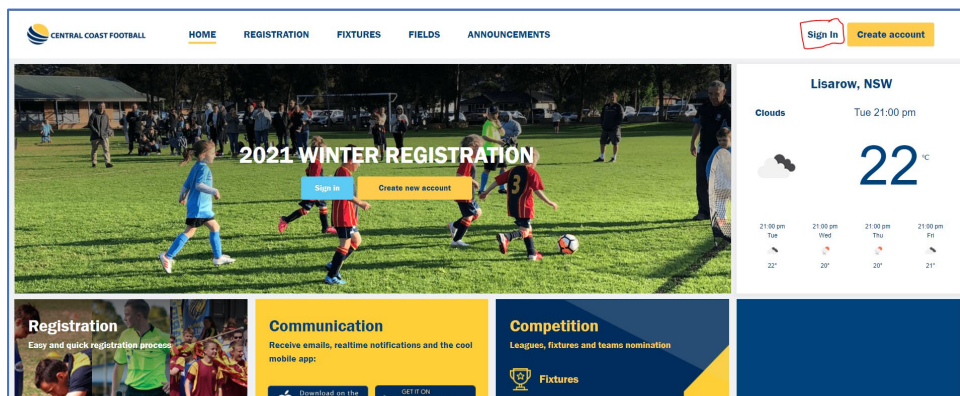 CENTRAL COAST FOOTBALL
HOME
REGISTRATION
FIXTURES
FIELDS
ANNOUNCEMENTS
Sign In
Create account
2021 WINTER REGISTRATION
Sign in
Create new account
3
Lisarow, NSW
Clouds
Tue 21:00 pm
22 °C
21:00 pm
Tue
22°
21:00 pm
Wed
20°
21:00 pm
Thu
20°
21:00 pm
Fri
21°
Registration
Easy and quick registration process
Communication
Receive emails, realtime notifications and the cool
mobile app:
Download on the
GET IT ON
Competition
Leagues, fixtures and teams nomination
Fixtures